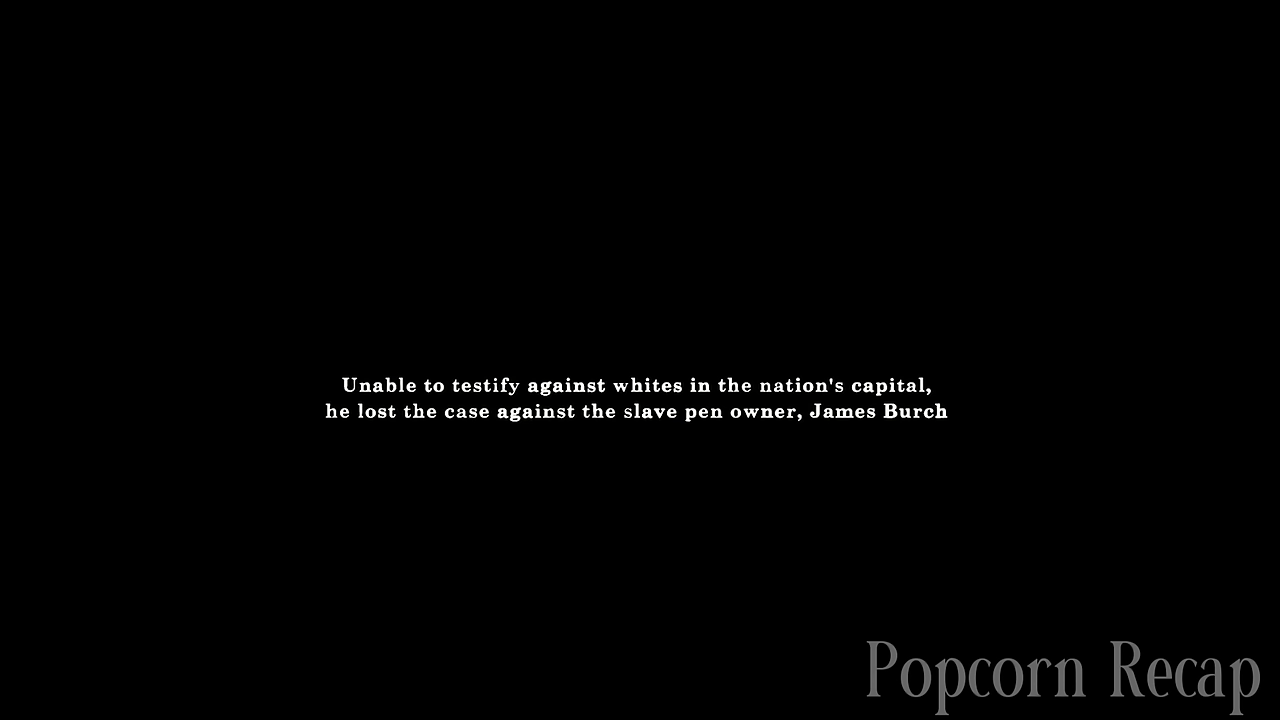 Unable to testify against whites in the nation's capital,
he lost the case against the slave pen owner, James Burch
Popcorn Recap